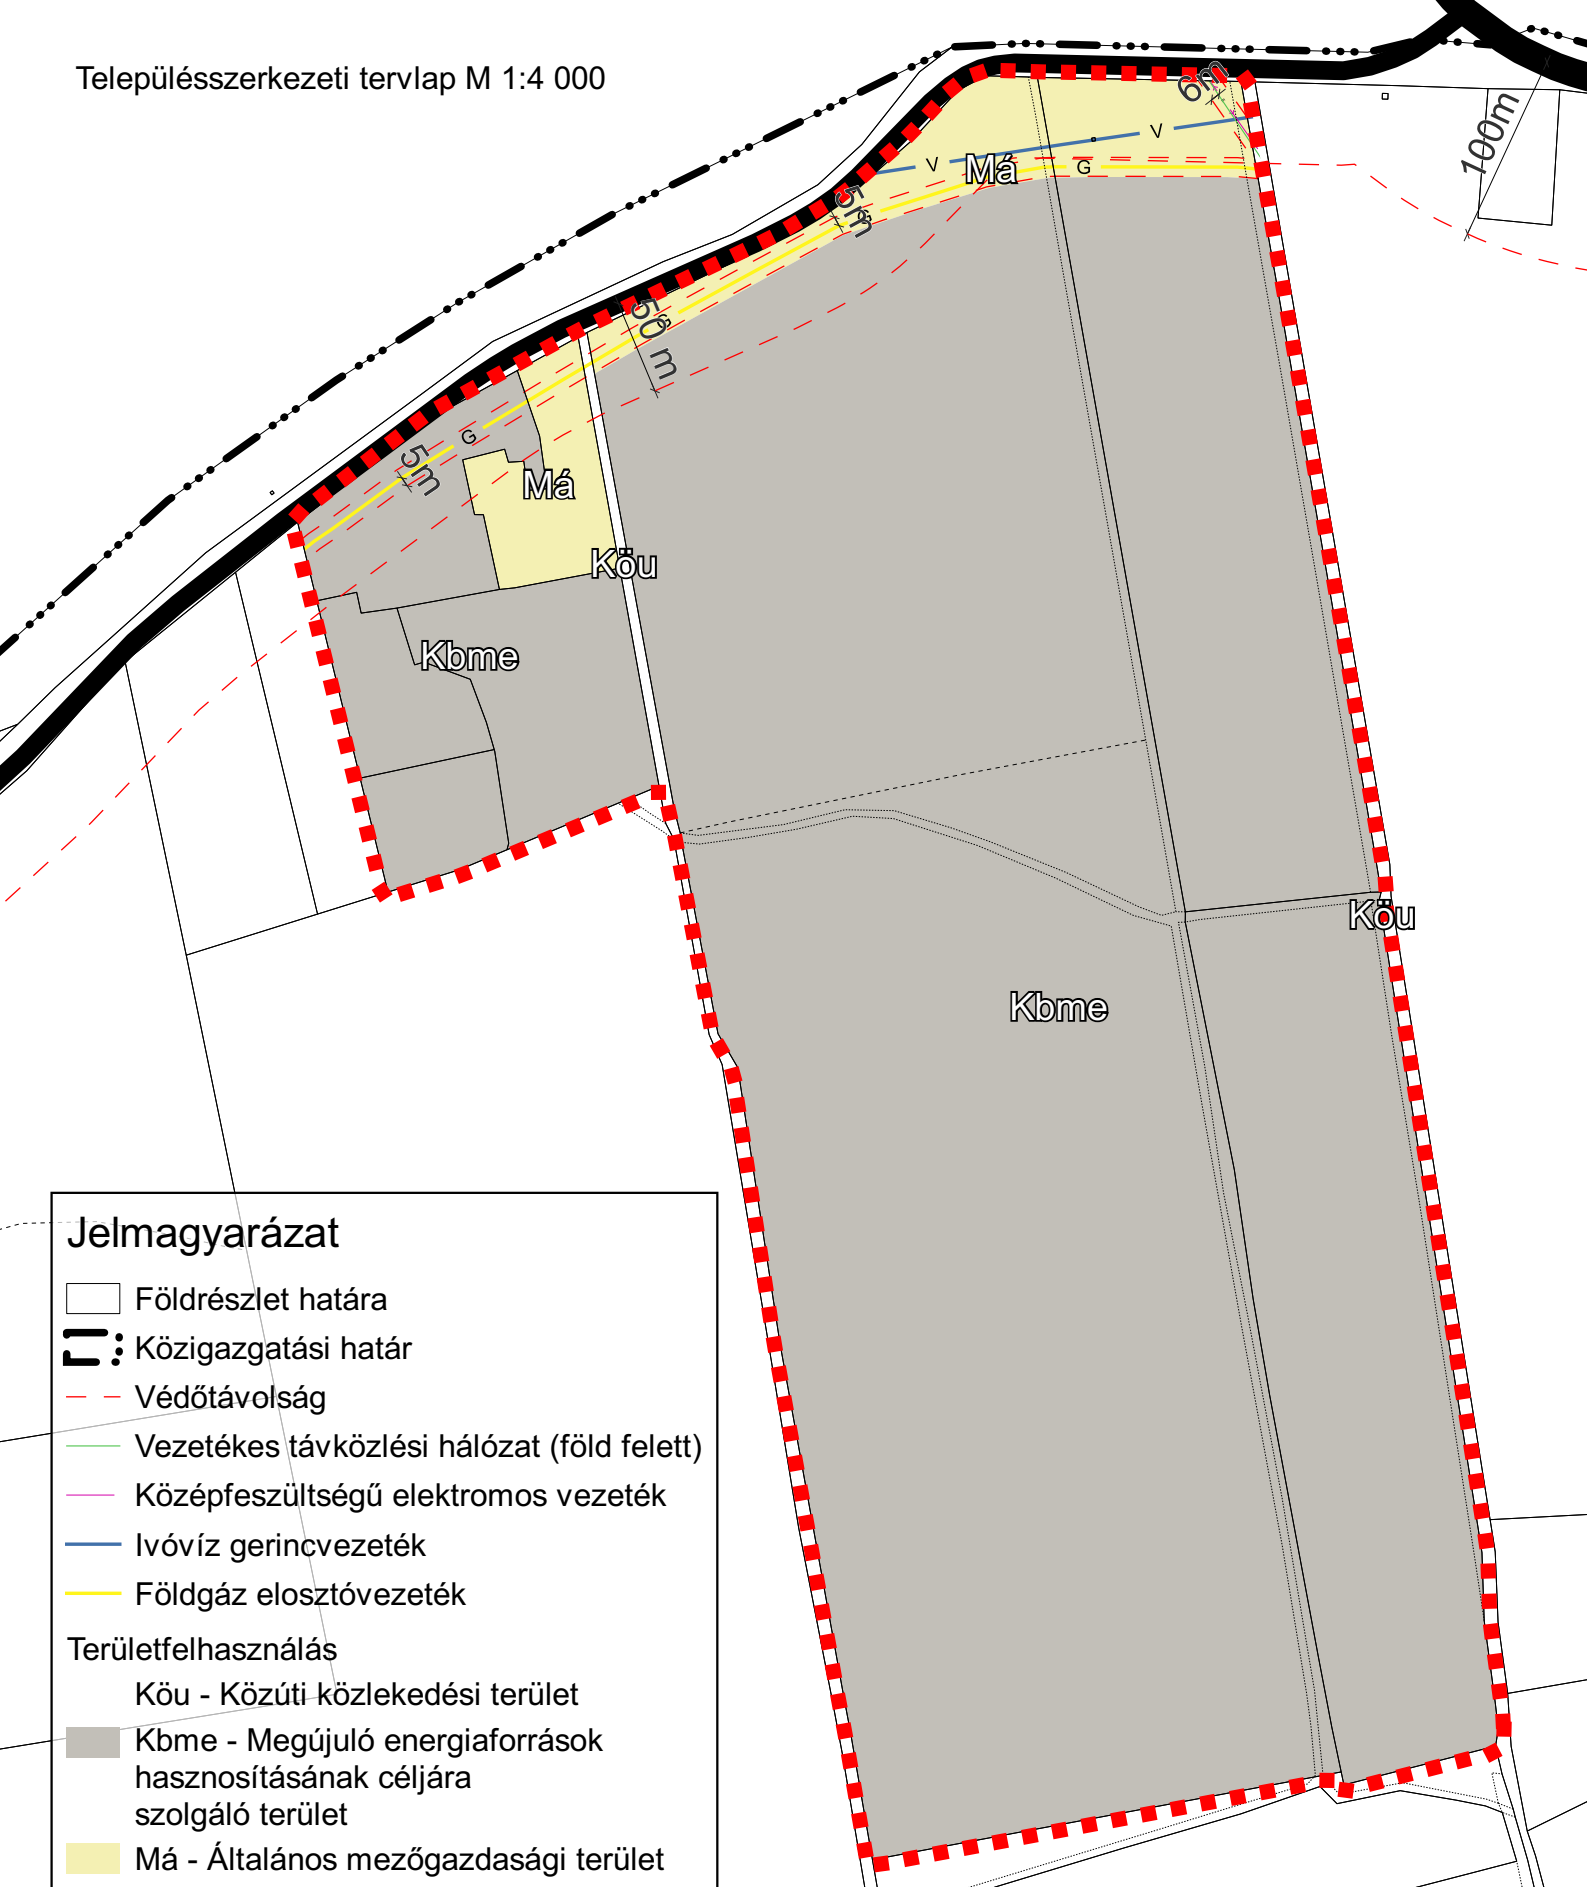 Településszerkezeti tervlap M 1:4 000
6m
100m
V
V
Má
G
5m
G
50 m
G
G
5m
Má
Köu
Kbme
Köu
Kbme
Jelmagyarázat
Földrészlet határa
Közigazgatási határ
Védőtávolság
Vezetékes távközlési hálózat (föld felett)
Középfeszültségű elektromos vezeték
Ivóvíz gerincvezeték
Földgáz elosztóvezeték
Területfelhasználás
Köu - Közúti közlekedési terület
Kbme - Megújuló energiaforrások
hasznosításának céljára
szolgáló terület
Má - Általános mezőgazdasági terület